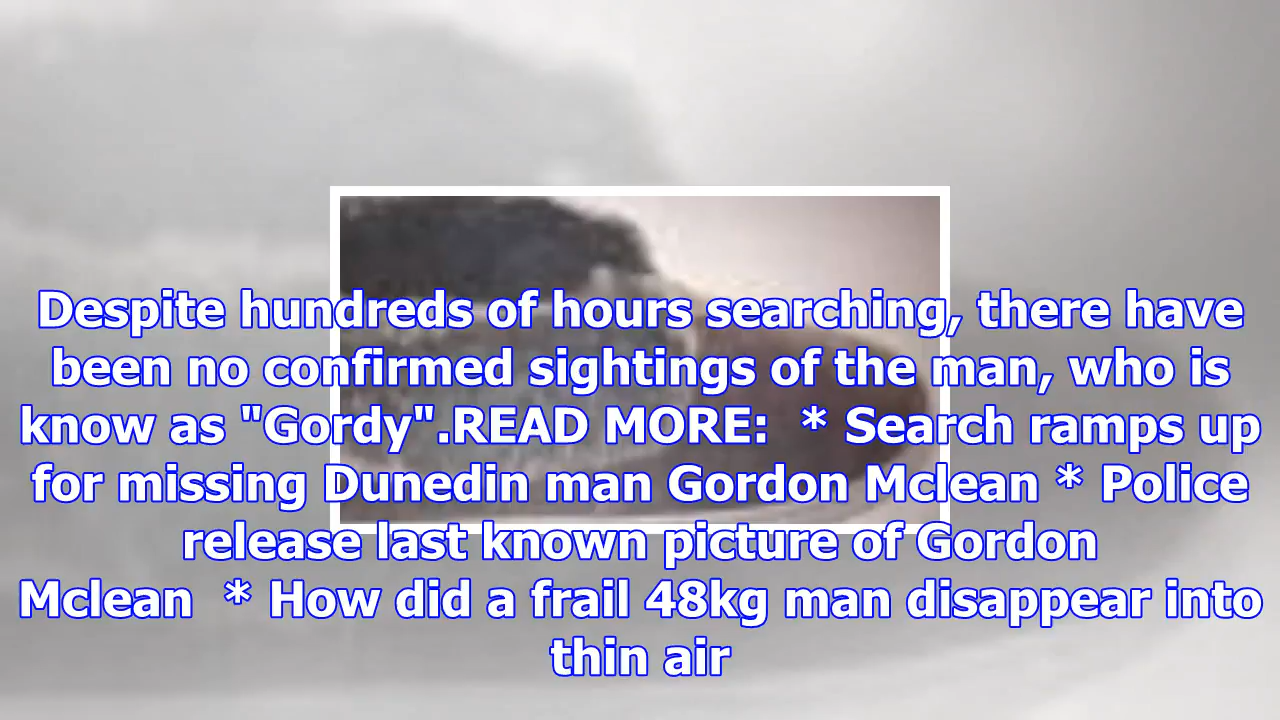 Despite hundreds of hours searching, there have
been no confirmed sightings of the man, who is
know as "Gordy".READ MORE:  * Search ramps up
for missing Dunedin man Gordon Mclean * Police
release last known picture of Gordon
Mclean  * How did a frail 48kg man disappear into
thin air